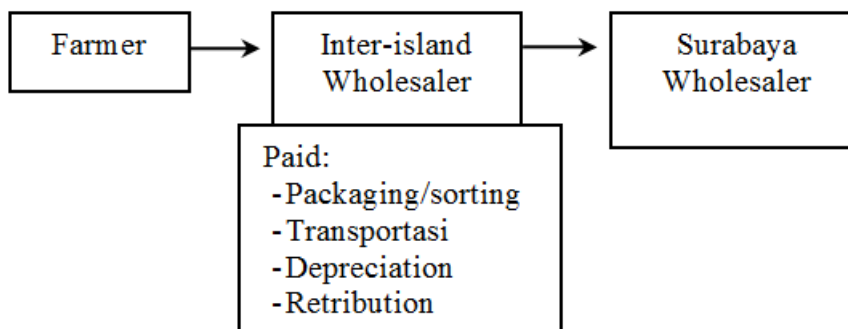 Farmer
Inter-island
Wholesaler
Surabaya
Wholesaler
Paid:
-Packaging/sorting
-Transportasi
-Depreciation
-Retribution